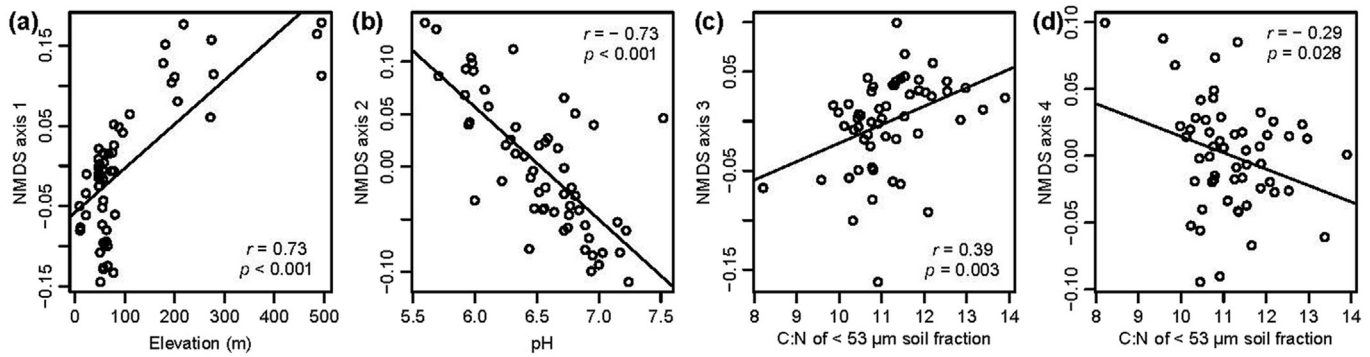 (a)
NMDS axis 1
0.15
0.05
−0.05
−0.15
0 100 200 300 400 500
Elevation (m)
r = 0.73
p < 0.001
(b)
NMDS axis 2
0.10
0.05
0.00
−0.10
5.5 6.0 6.5 7.0 7.5
pH
r = − 0.73
p < 0.001
(c)
NMDS axis 3
0.05
−0.05
−0.15
8 9 10 11 12 13 14
C:N of < 53 µm soil fraction
r = 0.39
p = 0.003
(d)
NMDS axis 4
0.10
0.05
0.00
−0.05
−0.10
8 9 10 11 12 13 14
C:N of < 53 µm soil fraction
r = − 0.29
p = 0.028